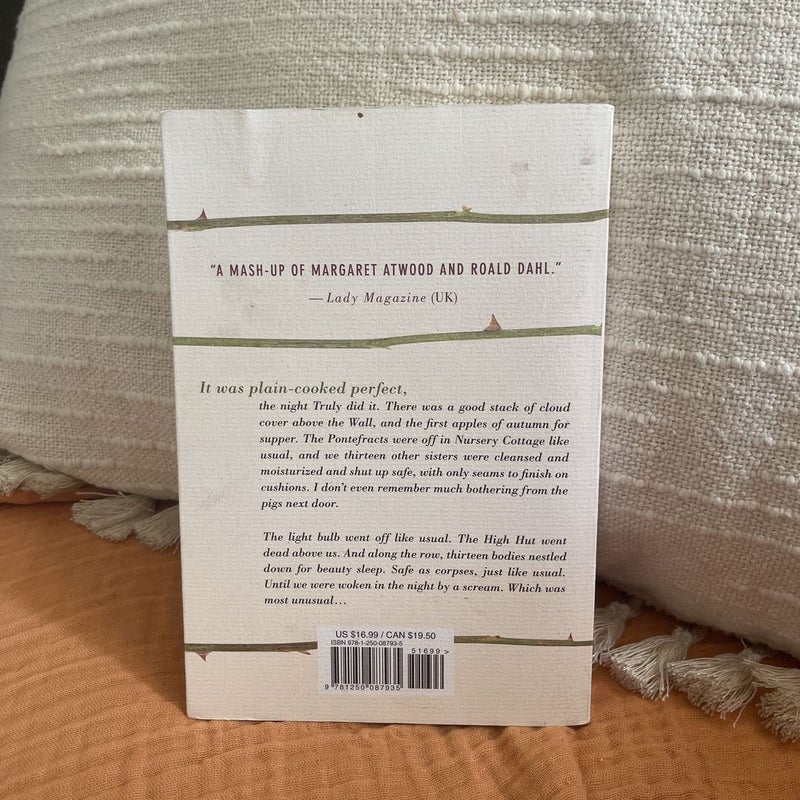 “A MASH-UP OF MARGARET ATWOOD AND ROALD DAHL.”
—Lady Magazine (UK)
It was plain-cooked perfect,
the night Truly did it. There was a good stack of cloud
cover above the Wall, and the first apples of autumn for
supper. The Pontefracts were off in Nursery Cottage like
usual, and we thirteen other sisters were cleansed and
moisturized and shut up safe, with only seams to finish on
cushions. I don’t even remember much bothering from the
pigs next door.
The light bulb went off like usual. The High Hut went
dead above us. And along the row, thirteen bodies nestled
down for beauty sleep. Safe as corpses, just like usual.
Until we were woken in the night by a scream. Which was
most unusual…
US $16.99 / CAN $19.50
ISBN 978-1-250-08793-5
51699>
9 781250 087935